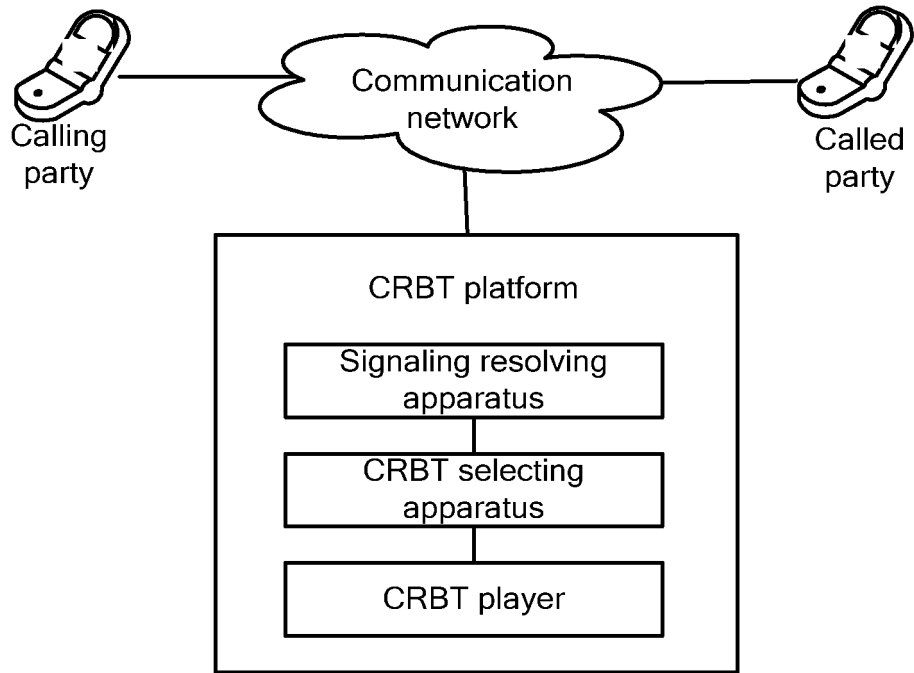 Communication
network
Calling
party
Called
party
CRBT platform
Signaling resolving
apparatus
CRBT selecting
apparatus
CRBT player